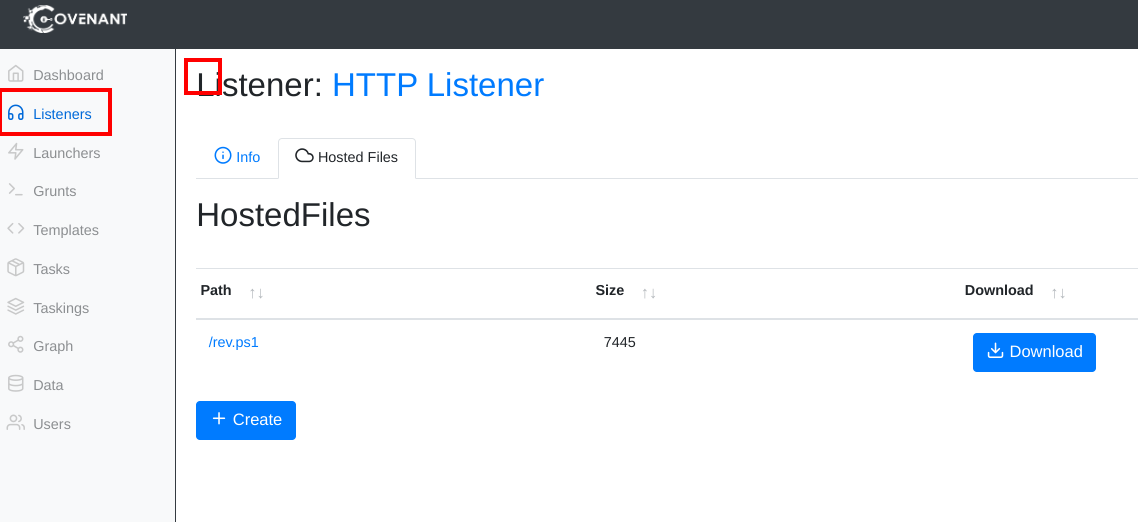 COVENANT
Dashboard
Listeners
Launchers
Grunts
Templates
Tasks
Taskings
Graph
Data
Users
Listener: HTTP Listener
Info Hosted Files
HostedFiles
Path ↑↓ Size ↑↓ Download ↑↓
/rev.ps1 7445 Download
+ Create